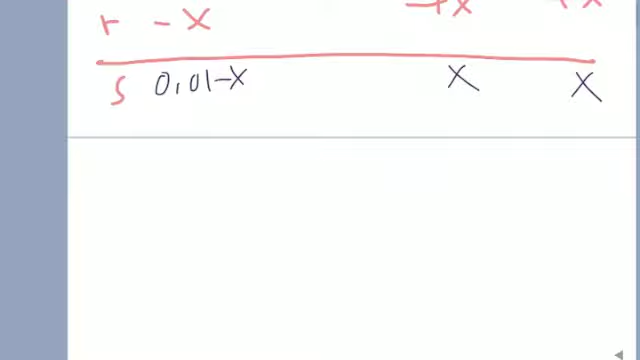 r -x +x +x
s 0,01-x x x